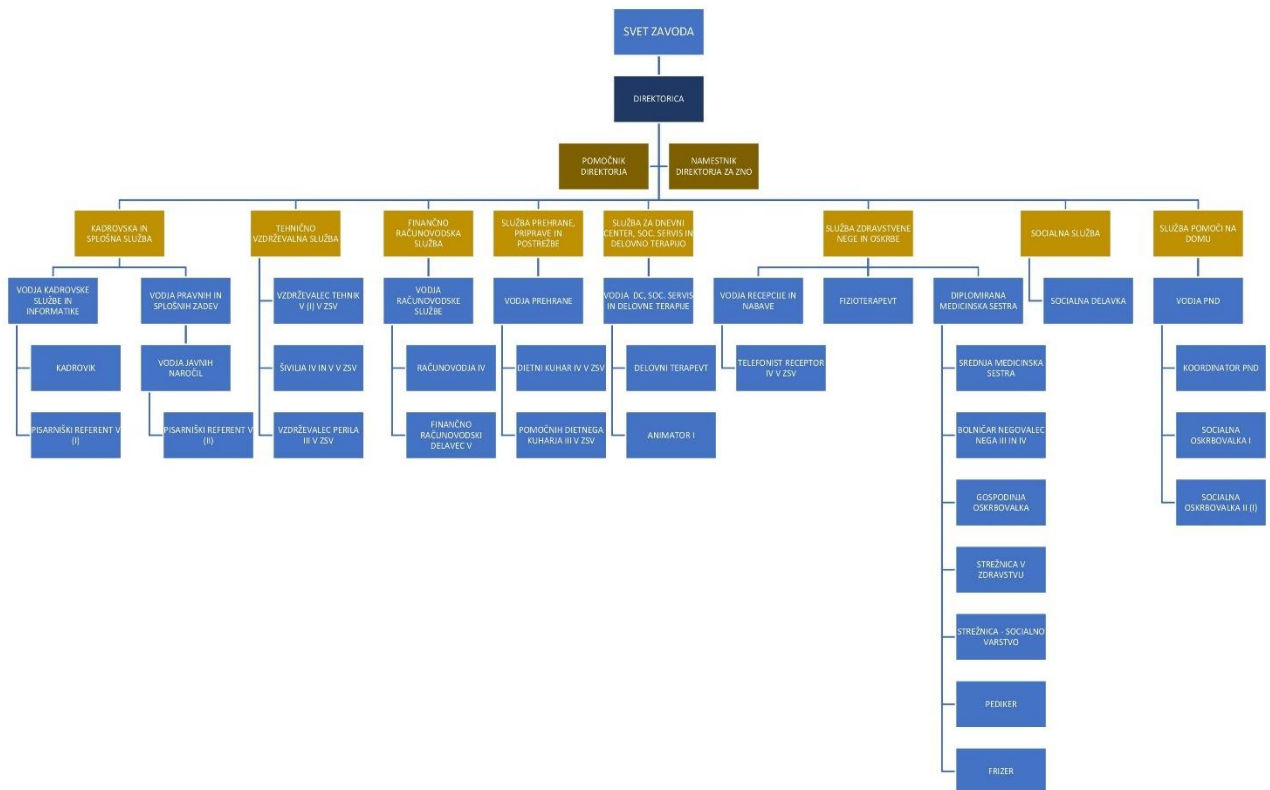 SVET ZAVODA
DIREKTORICA
POMOČNIK
DIREKTORJA
NAMESTNIK
DIREKTORJA ZA ZNO
KADROVSKA IN
SPLOŠNA SLUŽBA
TEHNIČNO
VZDRŽEVALNA SLUŽBA
FINANČNO
RAČUNOVODSKA
SLUŽBA
SLUŽBA PREHRANE,
PRIPRAVE IN
POSTREŽBE
SLUŽBA ZA DNEVNI
CENTER, SOC. SERVIS IN
DELOVNO TERAPIJO
SLUŽBA ZDRAVSTVENE
NEGE IN OSKRBE
SOCIALNA SLUŽBA
SLUŽBA POMOČI NA
DOMU
VODJA KADROVSKE
SLUŽBE IN
INFORMATIKE
VODJA PRAVNIH IN
SPLOŠNIH ZADEV
VZDRŽEVALEC TEHNIK
V (I) V ZSV
VODJA
RAČUNOVODSKE
SLUŽBE
VODJA PREHRANE
VODJA DC, SOC. SERVIS
IN DELOVNE TERAPIJE
VODJA RECEPCIJE IN
NABAVE
FIZIOTERAPEVT
DIPLOMIRANA
MEDICINSKA SESTRA
SOCIALNA DELAVKA
VODJA PND
KADROVIK
VODJA JAVNIH
NAROČIL
ŠIVILJA IV IN V V ZSV
RAČUNOVODJA IV
DIETNI KUHAR IV V ZSV
DELOVNI TERAPEVT
TELEFONIST RECEPTOR
IV V ZSV
SREDNJA MEDICINSKA
SESTRA
KOORDINATOR PND
PISARNIŠKI REFERENT V
(I)
PISARNIŠKI REFERENT V
(II)
VZDRŽEVALEC PERILA
III V ZSV
FINANČNO
RAČUNOVODSKI
DELAVEC V
POMOČNIH DIETNEGA
KUHARJA III V ZSV
ANIMATOR I
BOLNIČAR NEGOVALEC
NEGA III IN IV
SOCIALNA
OSKRBOVALKA I
GOSPODINJA
OSKRBOVALKA
SOCIALNA
OSKRBOVALKA II (I)
STREŽNICA V
ZDRAVSTVU
STREŽNICA - SOCIALNO
VARSTVO
PEDIKER
FRIZER